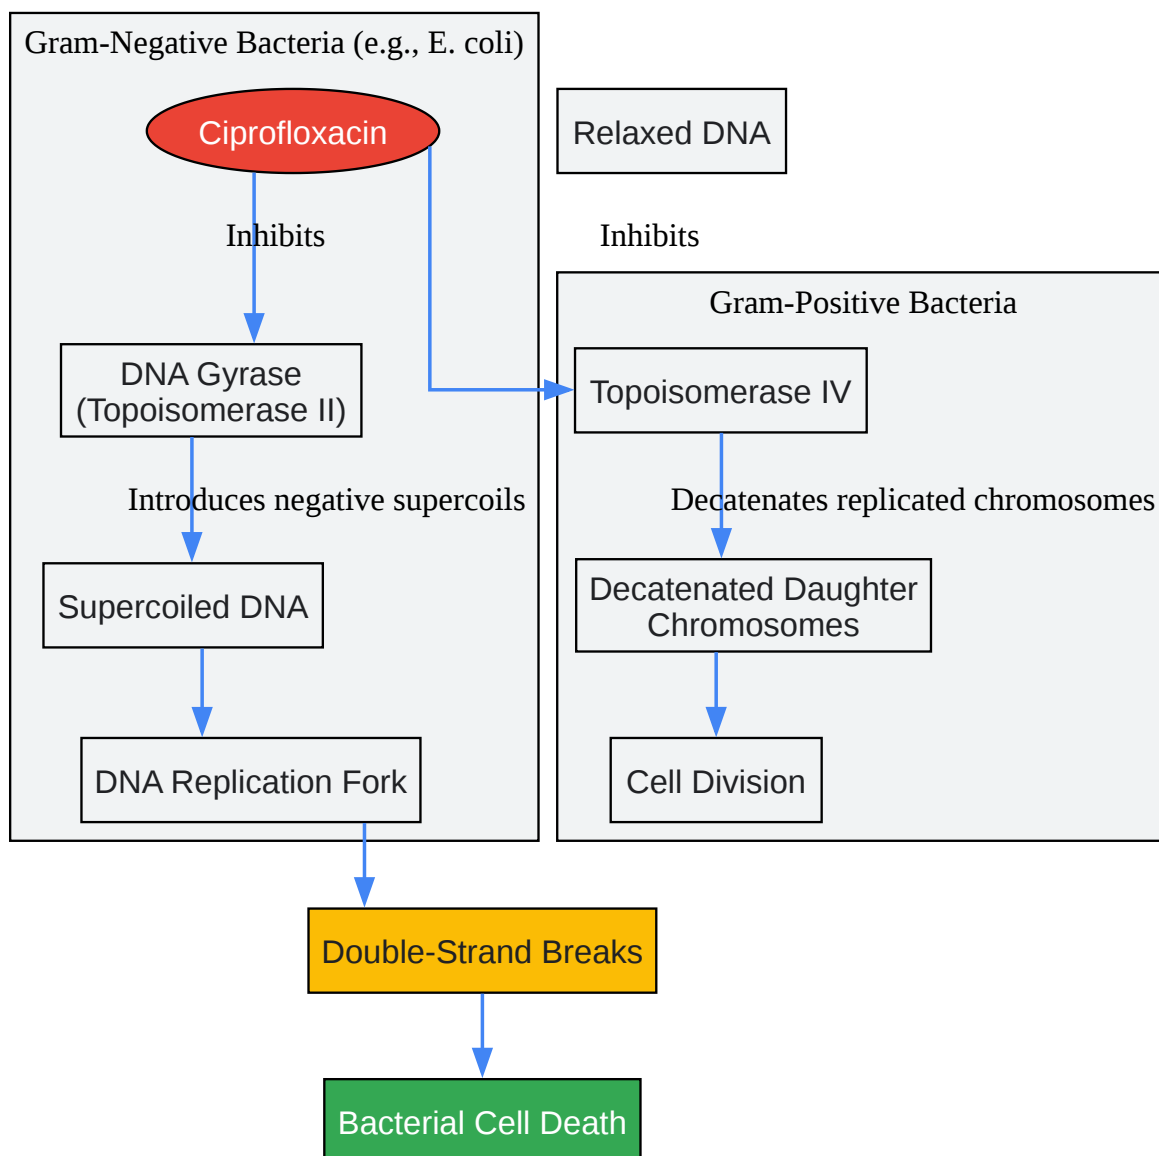 Gram-Negative Bacteria (e.g., E. coli)
Ciprofloxacin
Relaxed DNA
Inhibits
Inhibits
Gram-Positive Bacteria
DNA Gyrase
(Topoisomerase II)
Topoisomerase IV
Introduces negative supercoils
Decatenates replicated chromosomes
Supercoiled DNA
Decatenated Daughter
Chromosomes
DNA Replication Fork
Cell Division
Double-Strand Breaks
Bacterial Cell Death